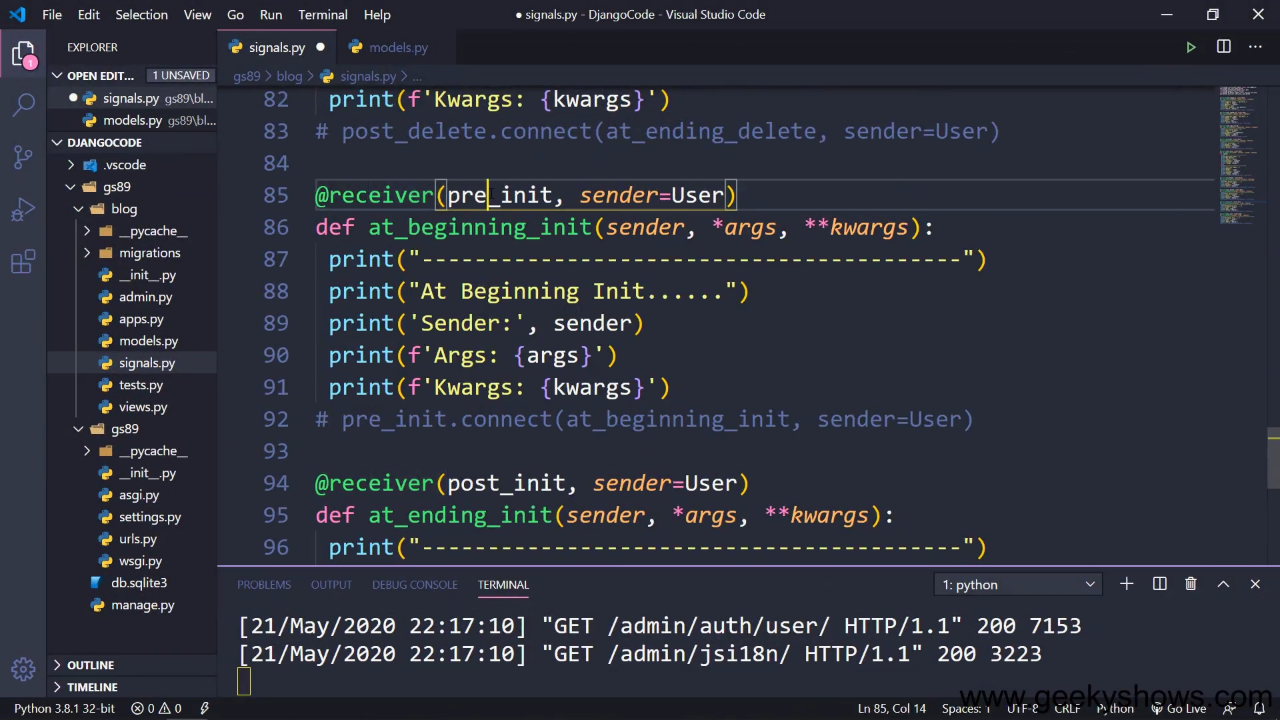 File Edit Selection View Go Run Terminal Help
● signals.py - DjangoCode - Visual Studio Code
EXPLORER
signals.py ●
models.py
OPEN EDIT... 1 UNSAVED
gs89 > blog > signals.py > ...
● signals.py gs89\bl...
models.py gs89\bl...
DJANGOCODE
.vscode
gs89
blog
__pycache__
migrations
__init__.py
admin.py
apps.py
models.py
signals.py
tests.py
views.py
gs89
__pycache__
__init__.py
asgi.py
settings.py
urls.py
wsgi.py
db.sqlite3
manage.py
OUTLINE
TIMELINE
82 print(f'Kwargs: {kwargs}')
83 # post_delete.connect(at_ending_delete, sender=User)
84
85 @receiver(pre_init, sender=User)
86 def at_beginning_init(sender, *args, **kwargs):
87 print("-----------------------------------------")
88 print("At Beginning Init......")
89 print('Sender:', sender)
90 print(f'Args: {args}')
91 print(f'Kwargs: {kwargs}')
92 # pre_init.connect(at_beginning_init, sender=User)
93
94 @receiver(post_init, sender=User)
95 def at_ending_init(sender, *args, **kwargs):
96 print("-----------------------------------------")
PROBLEMS OUTPUT DEBUG CONSOLE TERMINAL 1: python
[21/May/2020 22:17:10] "GET /admin/auth/user/ HTTP/1.1" 200 7153
[21/May/2020 22:17:10] "GET /admin/jsi18n/ HTTP/1.1" 200 3223
www.geekyshows.com
Python 3.8.1 32-bit 0 0 Ln 85, Col 14 Spaces: 1 UTF-8 CRLF Python Go Live